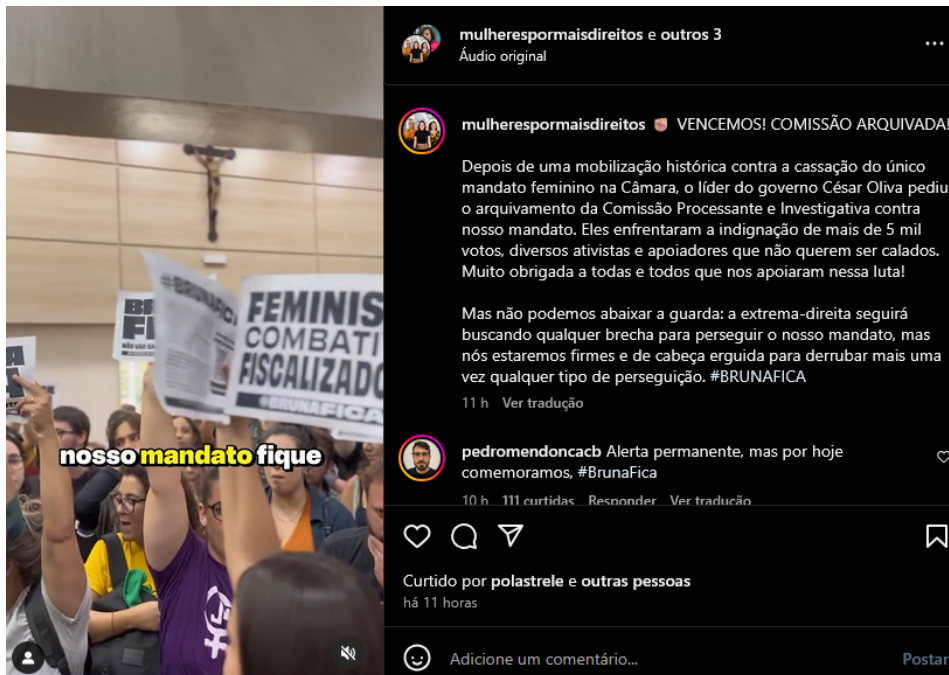 mulherespormaisdireitos e outros 3
Áudio original
mulherespormaisdireitos ✊🏽 VENCEMOS! COMISSÃO ARQUIVADA!
Depois de uma mobilização histórica contra a cassação do único
mandato feminino na Câmara, o líder do governo César Oliva pediu
o arquivamento da Comissão Processante e Investigativa contra
nosso mandato. Eles enfrentaram a indignação de mais de 5 mil
votos, diversos ativistas e apoiadores que não querem ser calados.
Muito obrigada a todas e todos que nos apoiaram nessa luta!
Mas não podemos abaixar a guarda: a extrema-direita seguirá
buscando qualquer brecha para perseguir o nosso mandato, mas
nós estaremos firmes e de cabeça erguida para derrubar mais uma
vez qualquer tipo de perseguição. #BRUNAFICA
11 h Ver tradução
pedromendoncacb Alerta permanente, mas por hoje
comemoramos, #BrunaFica
10 h 111 curtidas Responder Ver tradução
Curtido por polastrele e outras pessoas
há 11 horas
Adicione um comentário...
Postar
FEMINIS
COMBATI
FISCALIZADO
#BRUNAFICA
nosso mandato fique